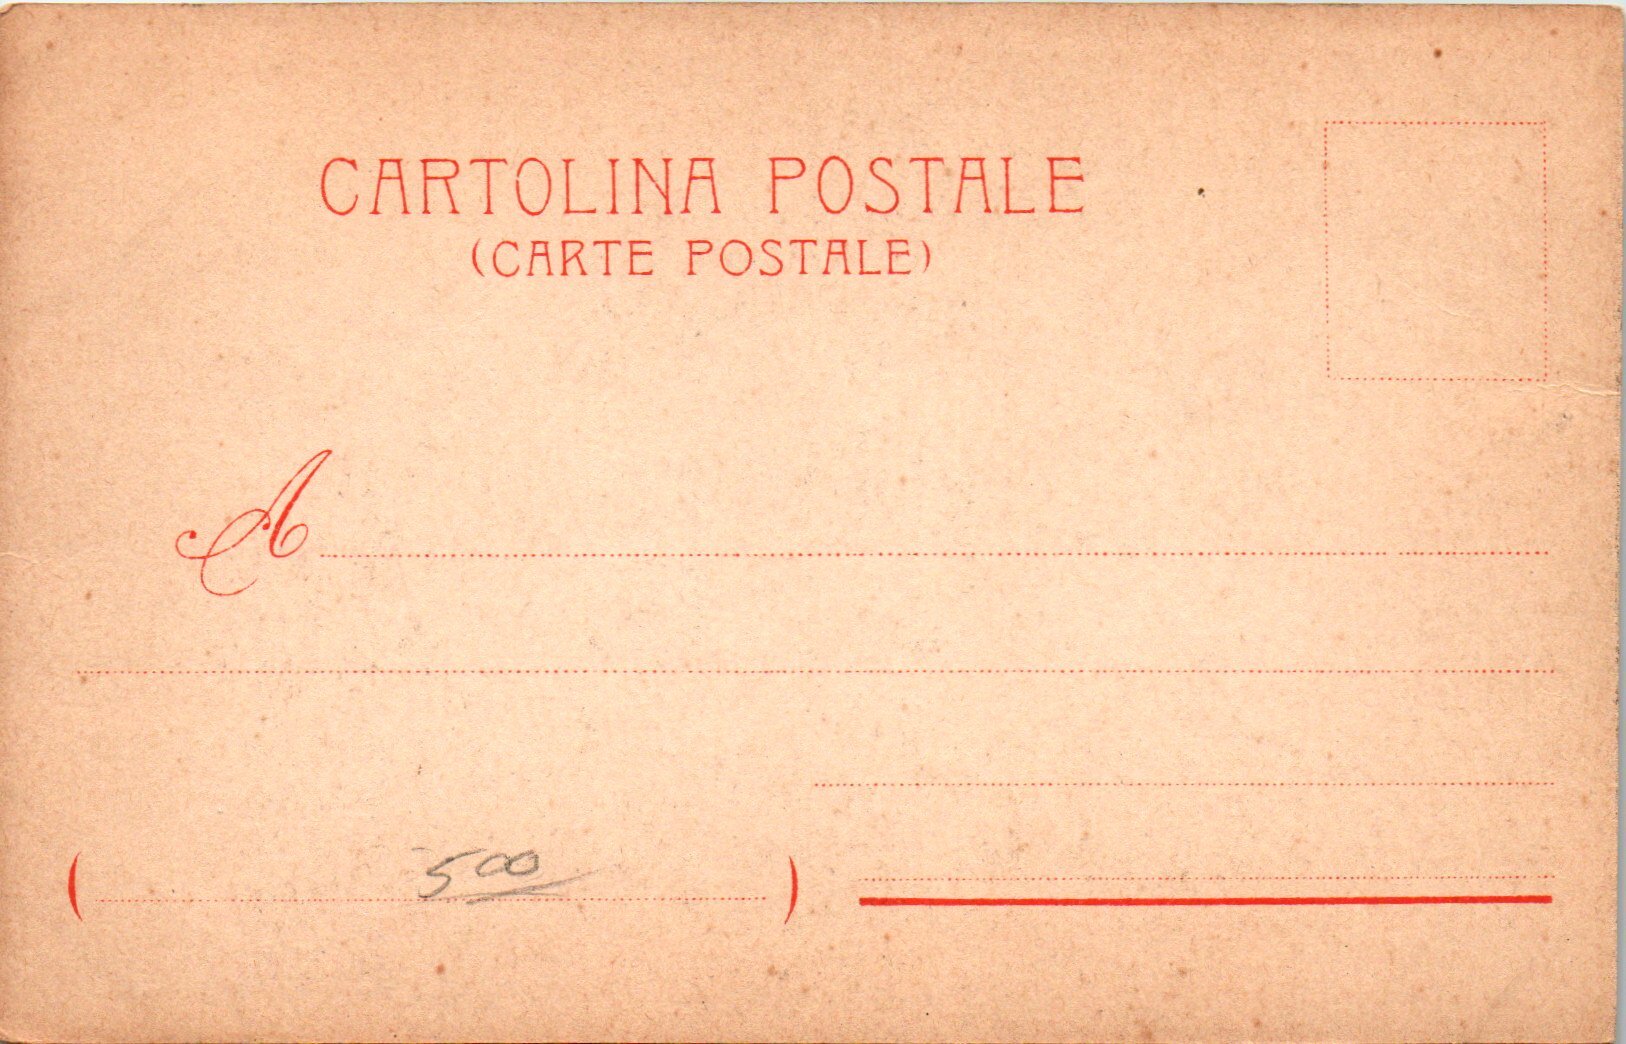 CARTOLINA POSTALE
(CARTE POSTALE)
A
( 5 00 )